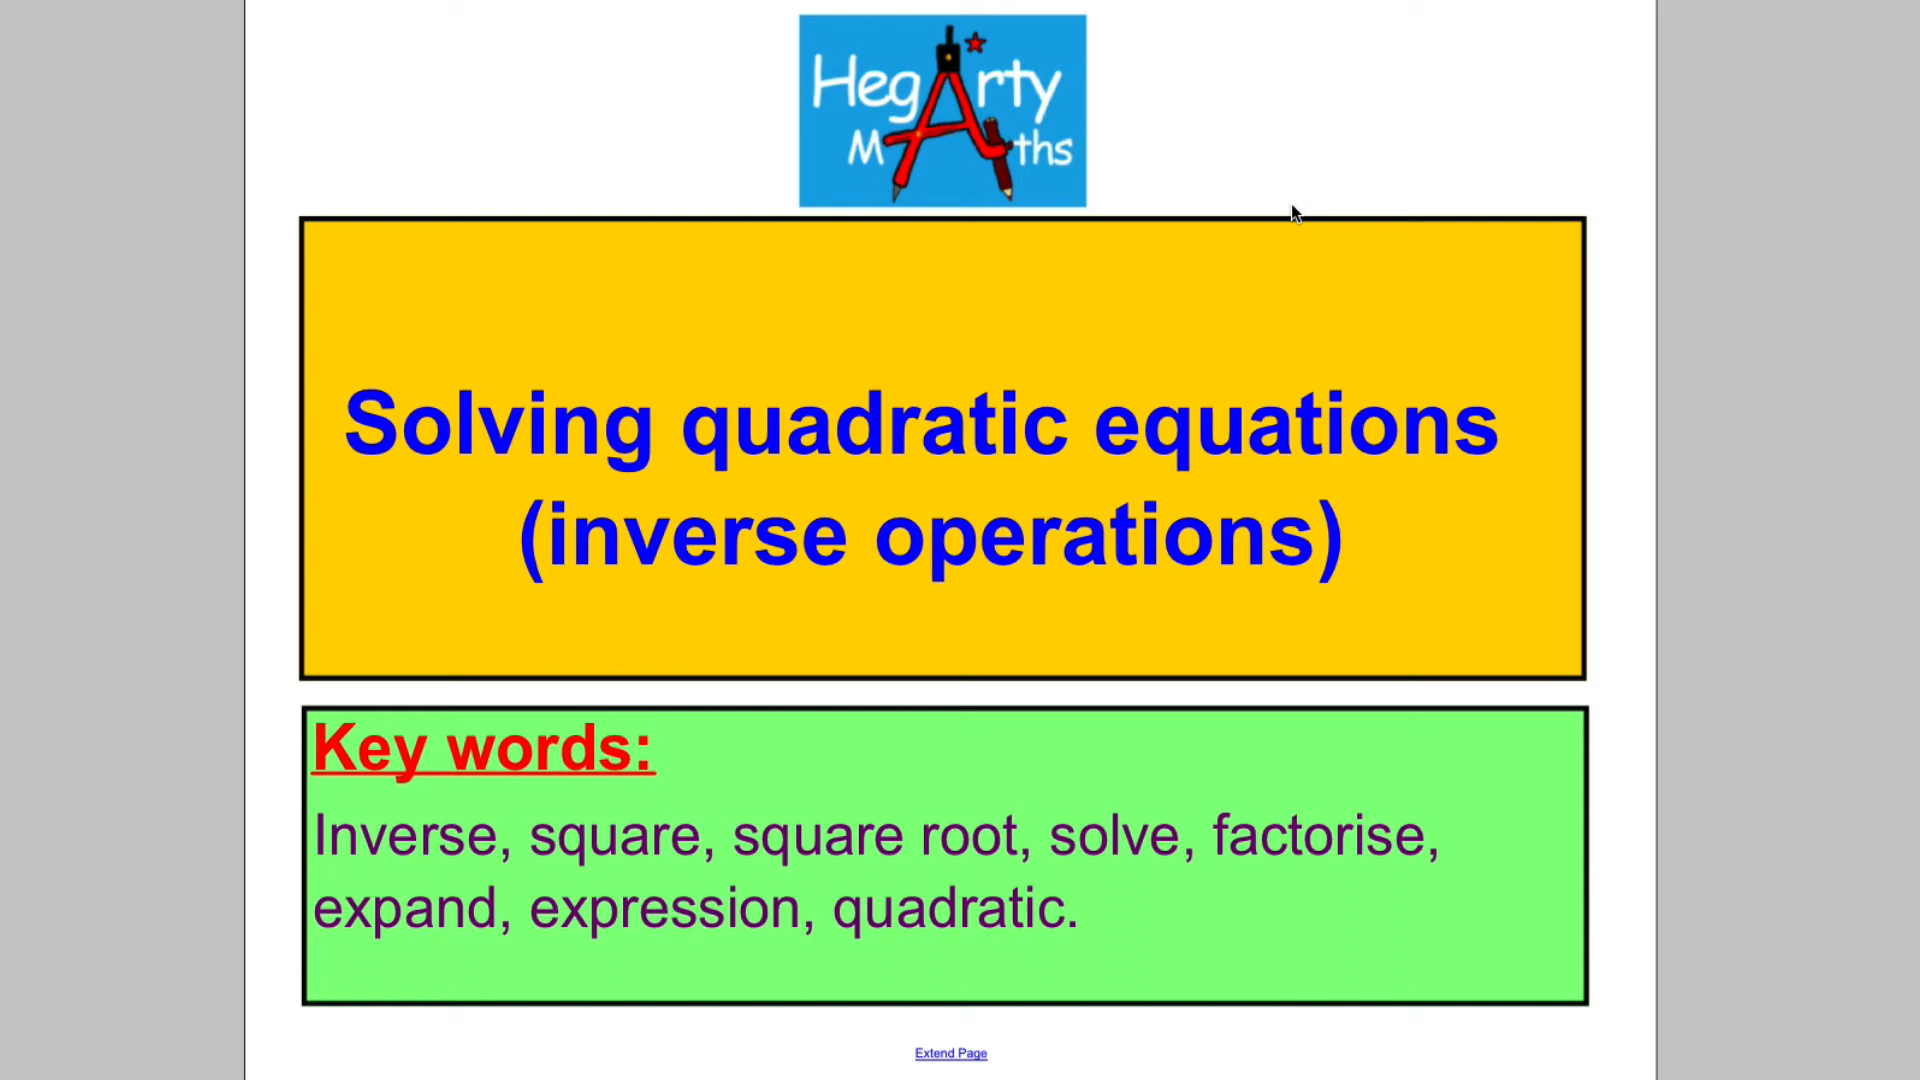 HegArty
MAths
Solving quadratic equations
(inverse operations)
Key words:
Inverse, square, square root, solve, factorise,
expand, expression, quadratic.
Extend Page